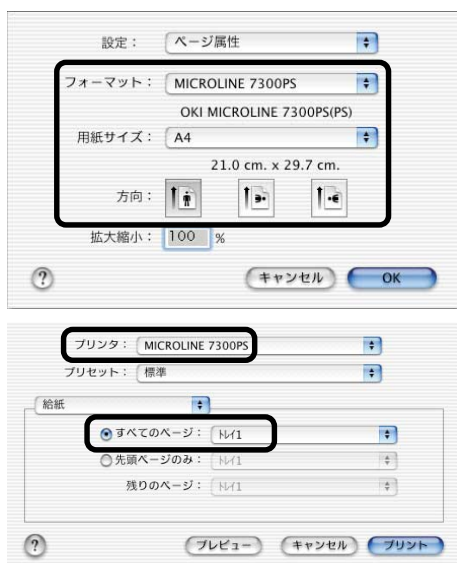 設定： ページ属性
フォーマット： MICROLINE 7300PS
OKI MICROLINE 7300PS(PS)
用紙サイズ： A4
21.0 cm. x 29.7 cm.
方向：
拡大縮小： 100 %
? キャンセル OK
プリンタ： MICROLINE 7300PS
プリセット： 標準
給紙
すべてのページ： トレイ1
先頭ページのみ： トレイ1
残りのページ： トレイ1
? プレビュー キャンセル プリント